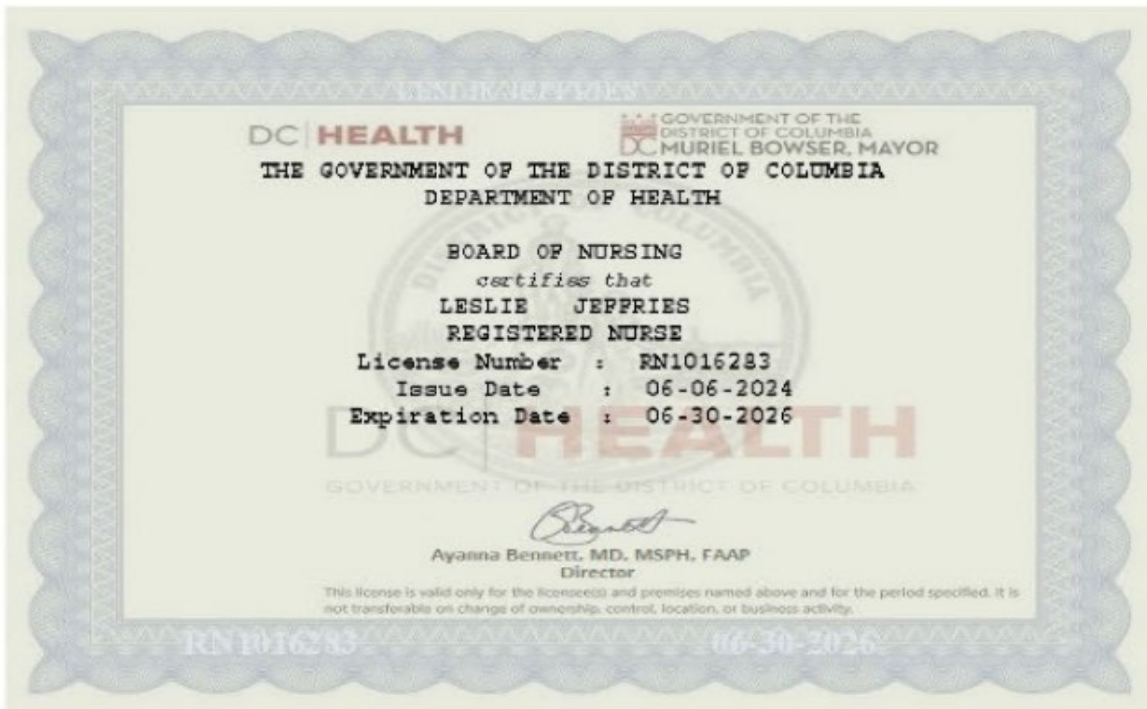 LESLIE JEFFRIES
DC HEALTH
GOVERNMENT OF THE
DISTRICT OF COLUMBIA
DC MURIEL BOWSER, MAYOR
THE GOVERNMENT OF THE DISTRICT OF COLUMBIA
DEPARTMENT OF HEALTH
BOARD OF NURSING
certifies that
LESLIE JEFFRIES
REGISTERED NURSE
License Number : RN1016283
Issue Date : 06-06-2024
Expiration Date : 06-30-2026
DISTRICT OF COLUMBIA
DC HEALTH
GOVERNMENT OF THE DISTRICT OF COLUMBIA
Ayanna Bennett, MD, MSPH, FAAP
Director
This license is valid only for the licensee(s) and premises named above and for the period specified. It is
not transferable on change of ownership, control, location, or business activity.
RN1016283 06-30-2026